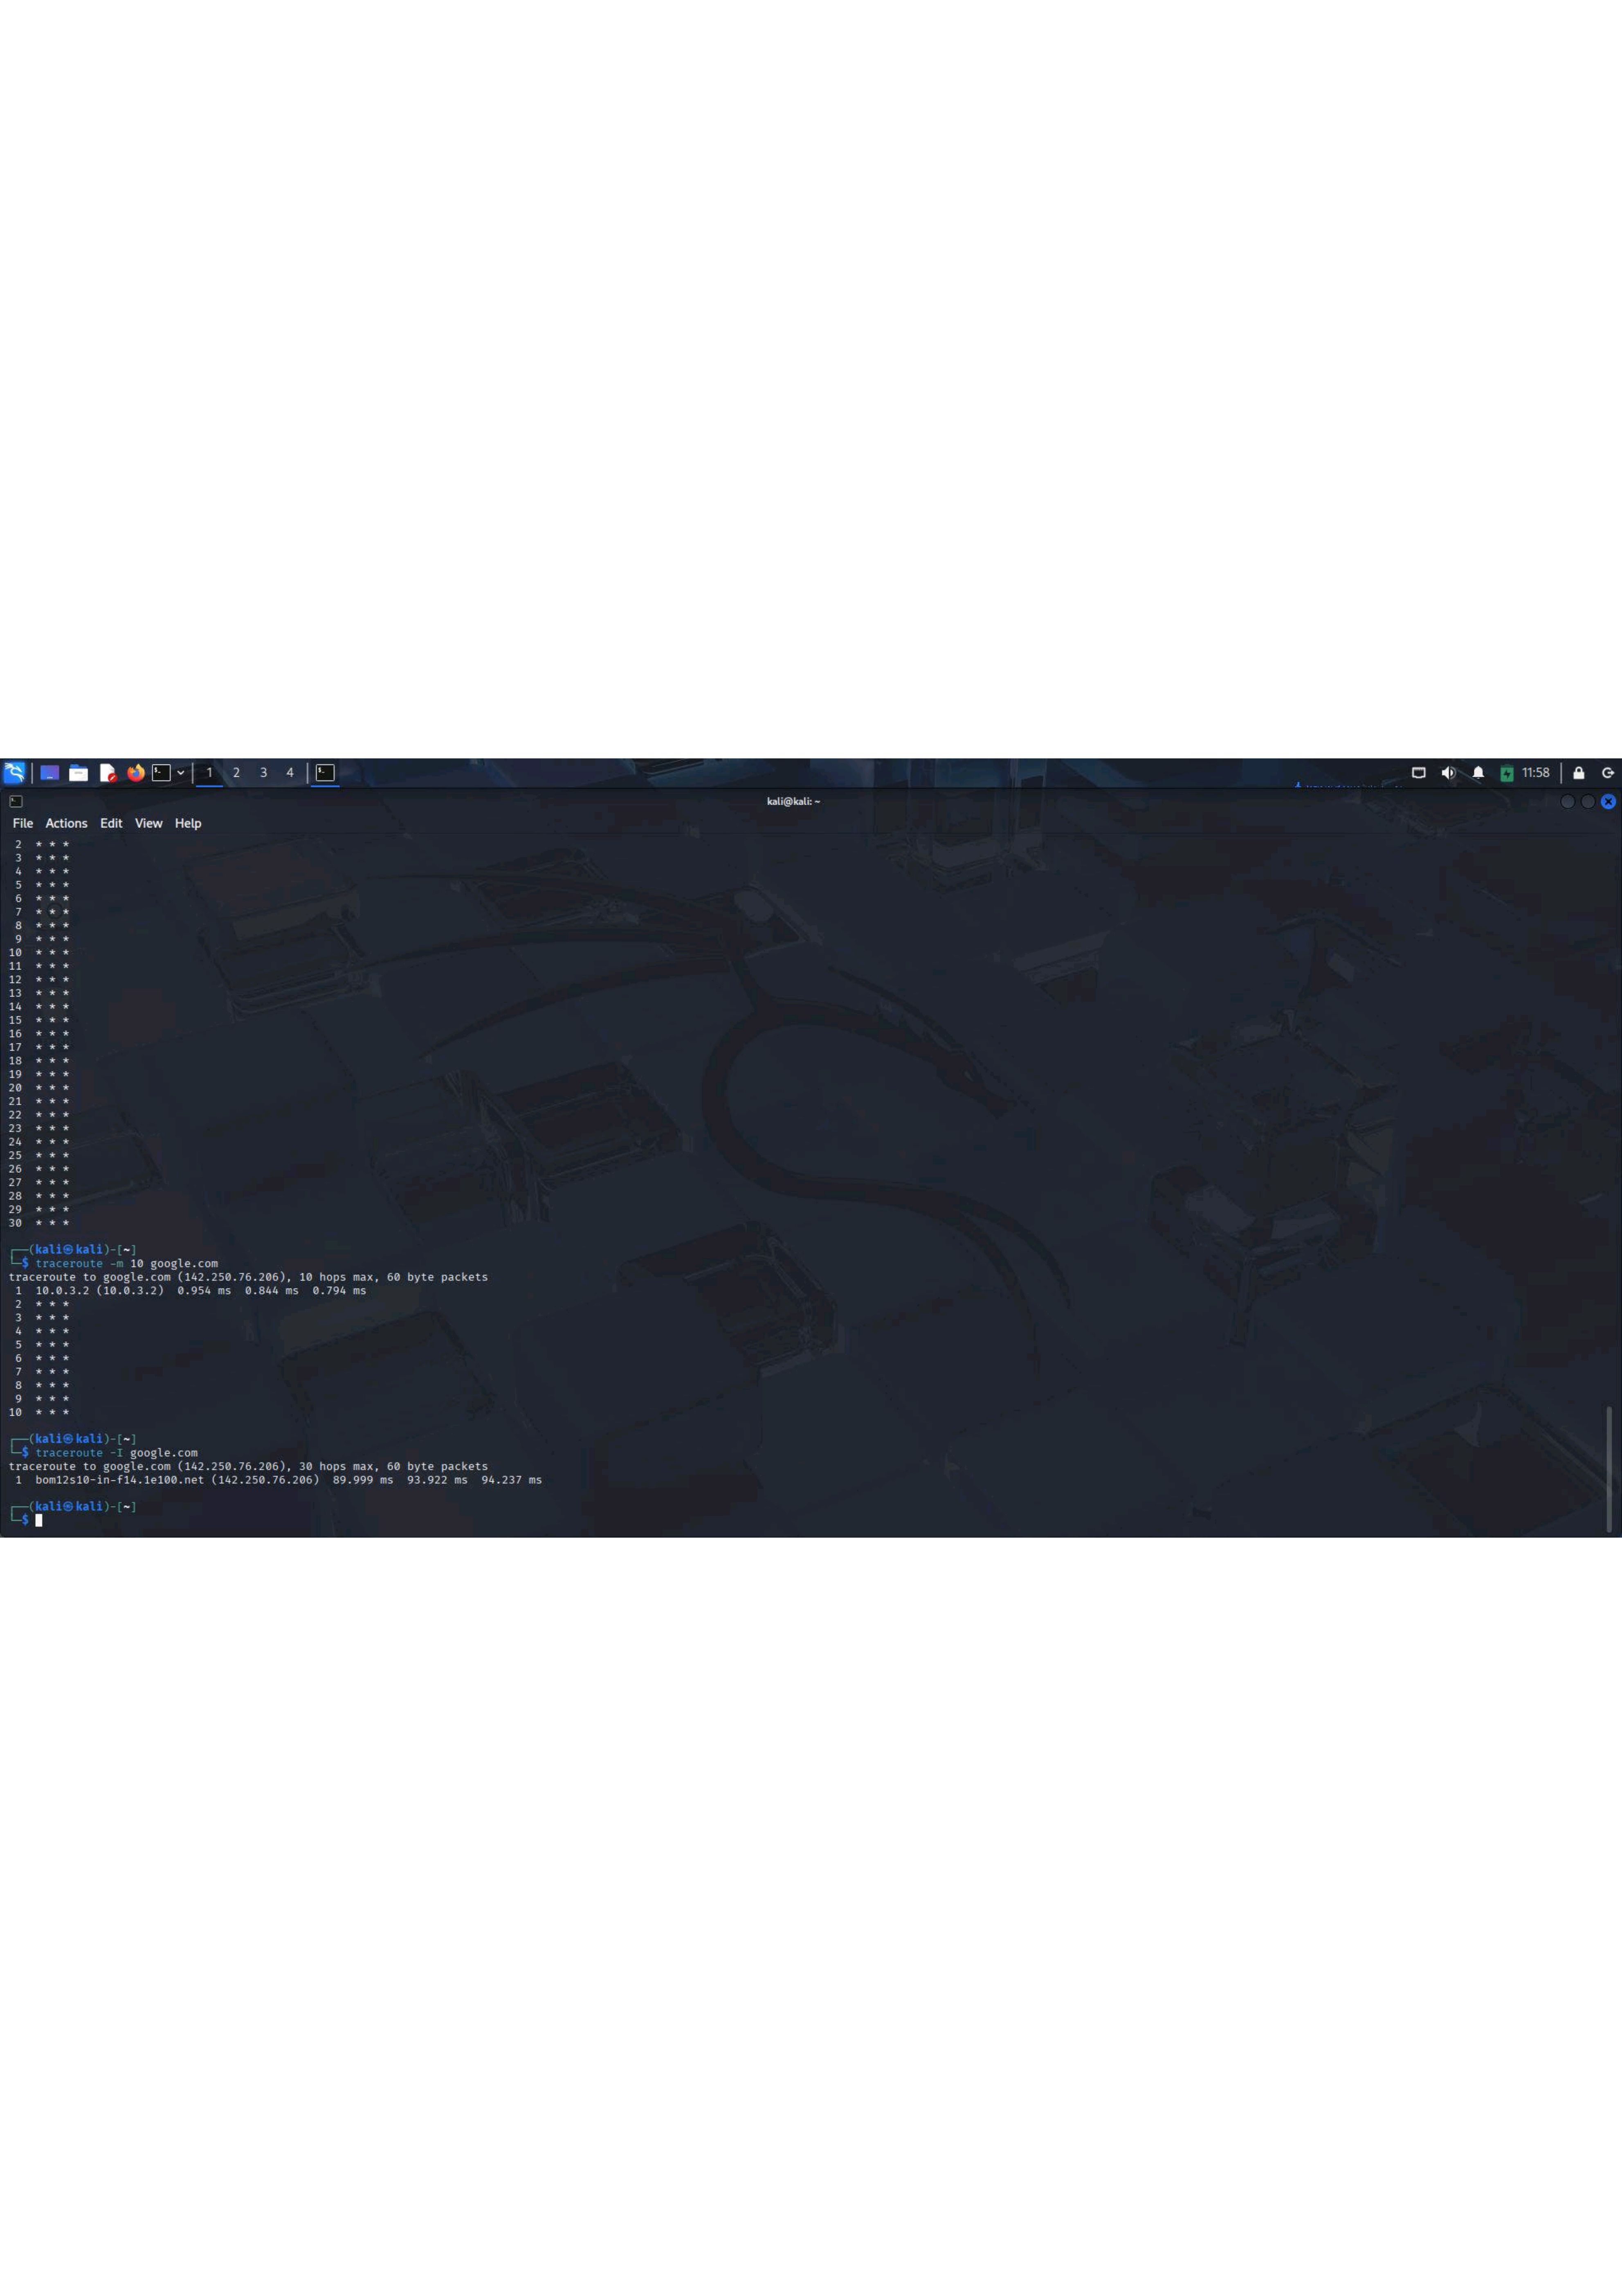 1 2 3 4 11:58
kali@kali: ~
File Actions Edit View Help
2 * * *
3 * * *
4 * * *
5 * * *
6 * * *
7 * * *
8 * * *
9 * * *
10 * * *
11 * * *
12 * * *
13 * * *
14 * * *
15 * * *
16 * * *
17 * * *
18 * * *
19 * * *
20 * * *
21 * * *
22 * * *
23 * * *
24 * * *
25 * * *
26 * * *
27 * * *
28 * * *
29 * * *
30 * * *
┌──(kali㉿kali)-[~]
└─$ traceroute -m 10 google.com
traceroute to google.com (142.250.76.206), 10 hops max, 60 byte packets
1 10.0.3.2 (10.0.3.2) 0.954 ms 0.844 ms 0.794 ms
2 * * *
3 * * *
4 * * *
5 * * *
6 * * *
7 * * *
8 * * *
9 * * *
10 * * *
┌──(kali㉿kali)-[~]
└─$ traceroute -I google.com
traceroute to google.com (142.250.76.206), 30 hops max, 60 byte packets
1 bom12s10-in-f14.1e100.net (142.250.76.206) 89.999 ms 93.922 ms 94.237 ms
┌──(kali㉿kali)-[~]
└─$